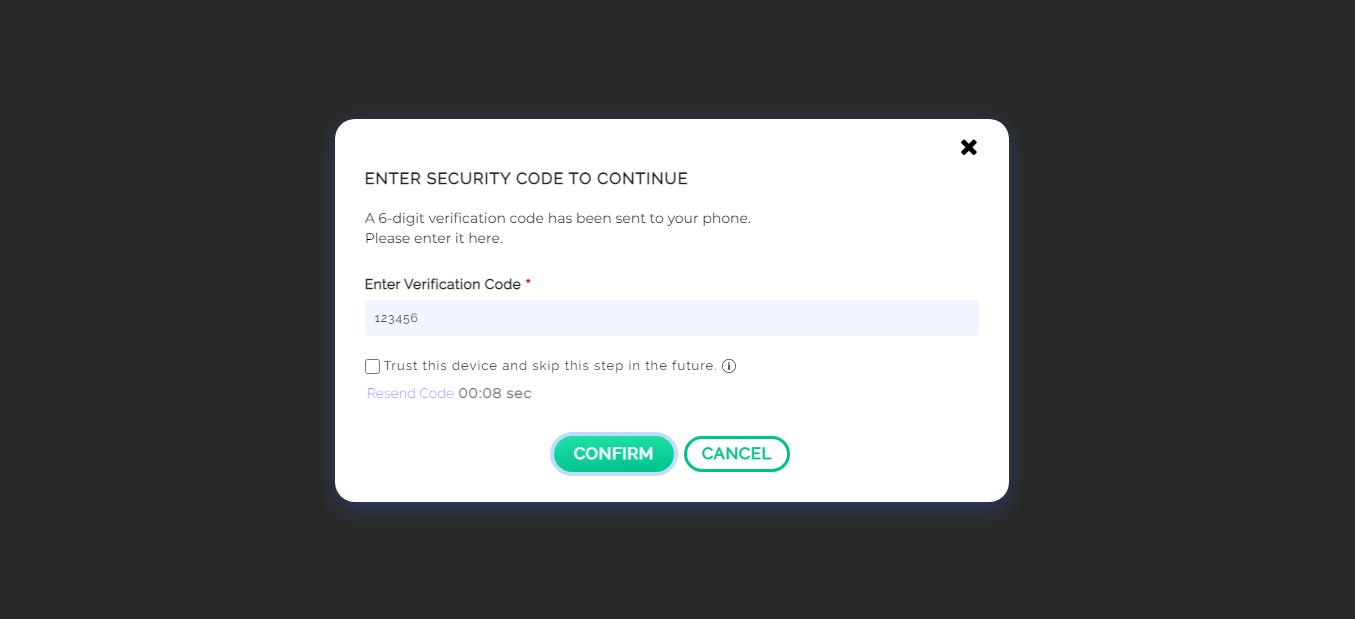 ENTER SECURITY CODE TO CONTINUE
A 6-digit verification code has been sent to your phone.
Please enter it here.
Enter Verification Code *
123456
Trust this device and skip this step in the future.
Resend Code 00:08 sec
CONFIRM CANCEL